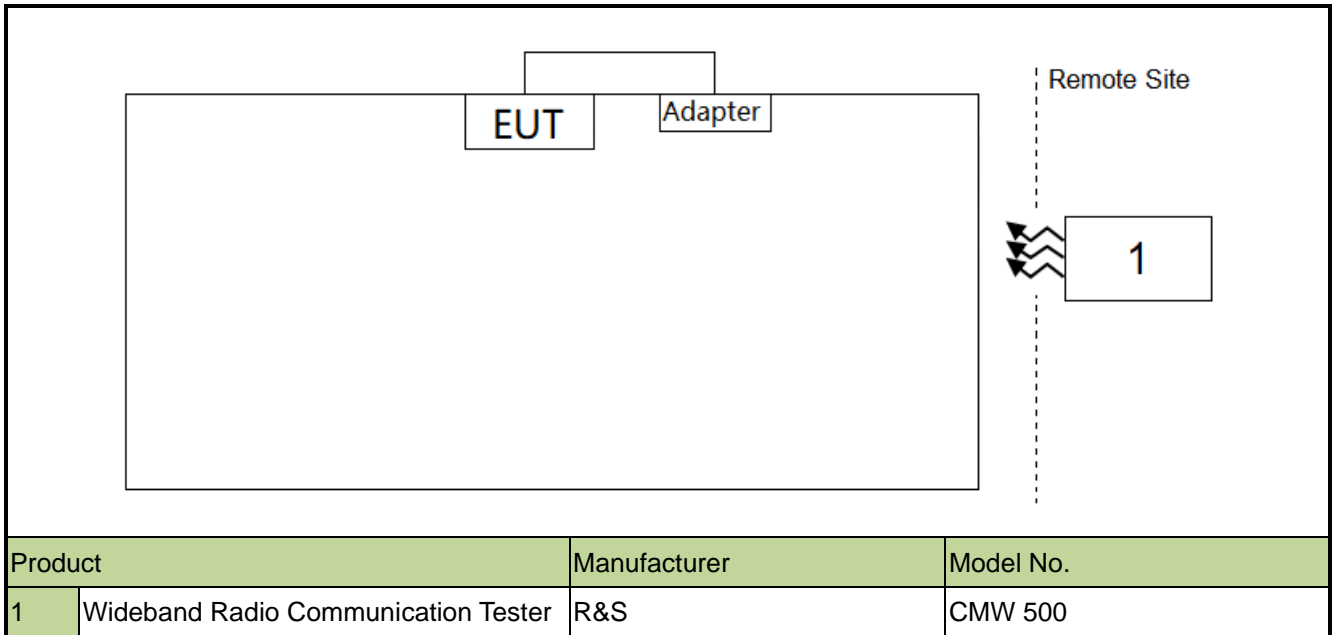 Remote Site
EUT
Adapter
1
Product Manufacturer Model No.
1 Wideband Radio Communication Tester R&S CMW 500